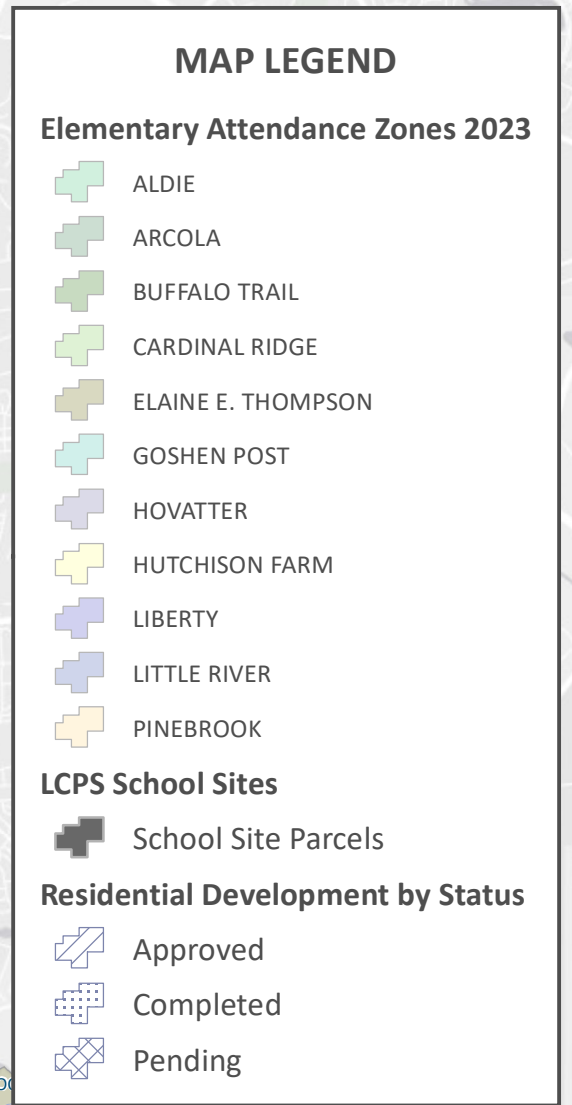 MAP LEGEND
Elementary Attendance Zones 2023
ALDIE
ARCOLA
BUFFALO TRAIL
CARDINAL RIDGE
ELAINE E. THOMPSON
GOSHEN POST
HOVATTER
HUTCHISON FARM
LIBERTY
LITTLE RIVER
PINEBROOK
LCPS School Sites
School Site Parcels
Residential Development by Status
Approved
Completed
Pending